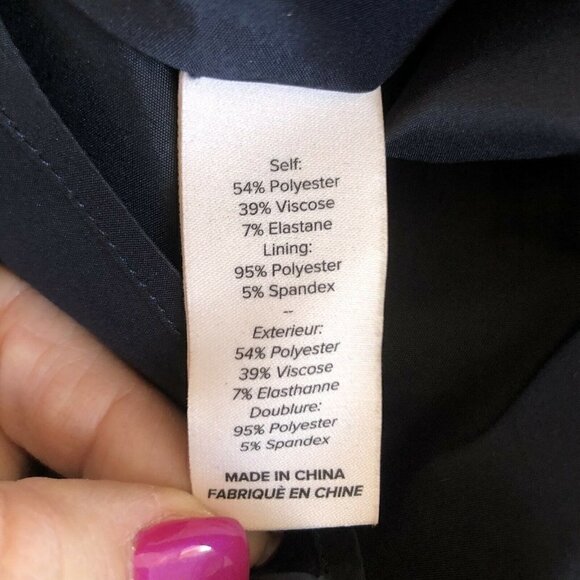 Self:
54% Polyester
39% Viscose
7% Elastane
Lining:
95% Polyester
5% Spandex
--
Exterieur:
54% Polyester
39% Viscose
7% Elasthanne
Doublure:
95% Polyester
5% Spandex
MADE IN CHINA
FABRIQUÈ EN CHINE